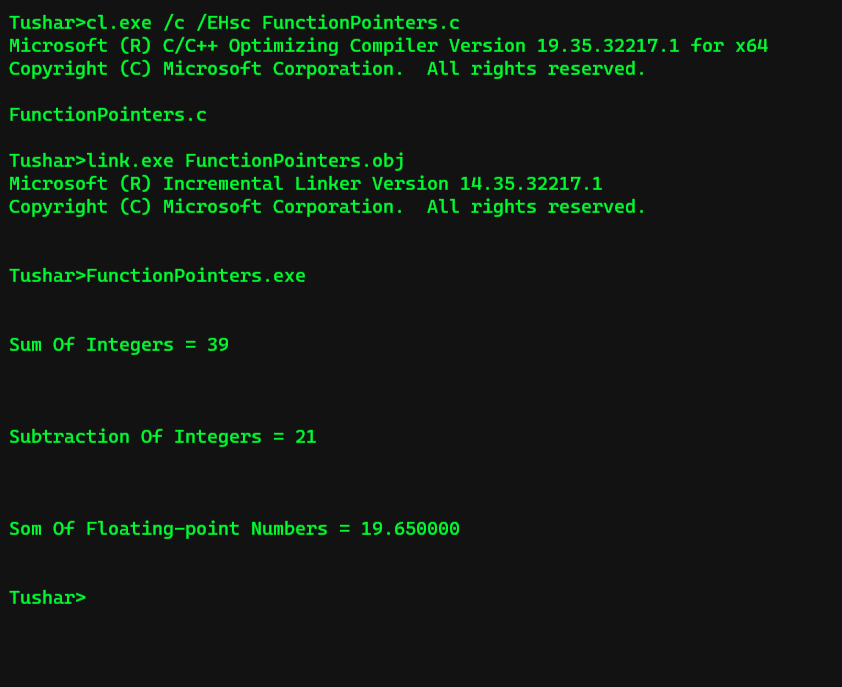 Tushar>cl.exe /c /EHsc FunctionPointers.c
Microsoft (R) C/C++ Optimizing Compiler Version 19.35.32217.1 for x64
Copyright (C) Microsoft Corporation.  All rights reserved.
FunctionPointers.c
Tushar>link.exe FunctionPointers.obj
Microsoft (R) Incremental Linker Version 14.35.32217.1
Copyright (C) Microsoft Corporation.  All rights reserved.
Tushar>FunctionPointers.exe
Sum Of Integers = 39
Subtraction Of Integers = 21
Som Of Floating-point Numbers = 19.650000
Tushar>